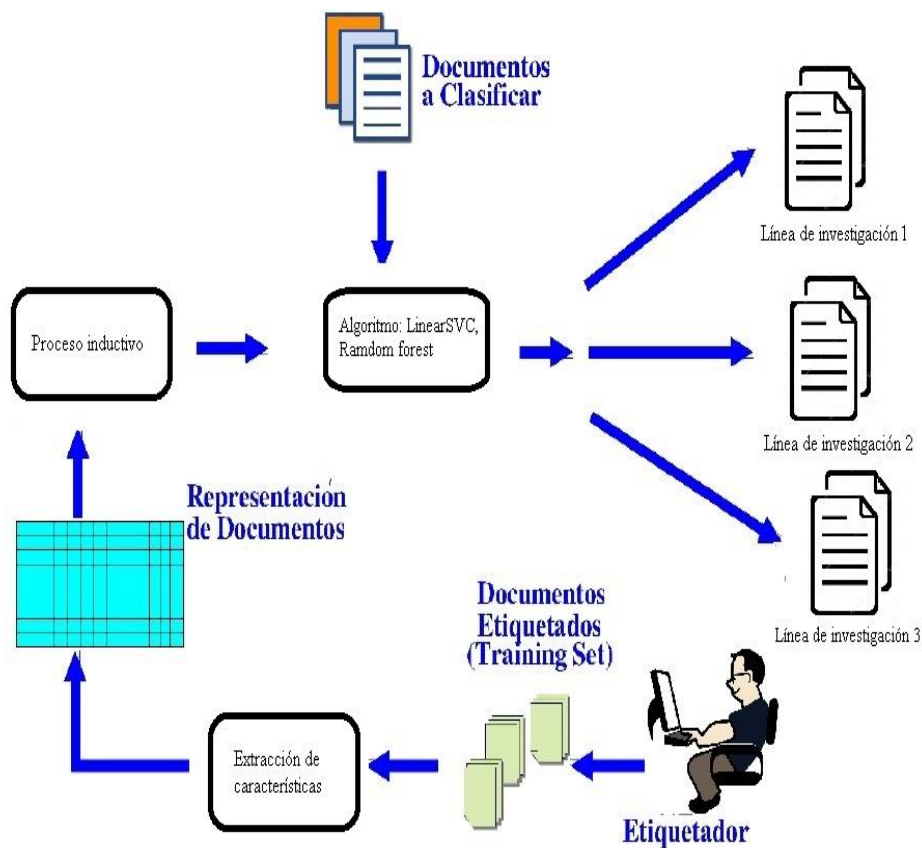 Documentos
a Clasificar
Línea de investigación 1
Proceso inductivo
Algoritmo: LinearSVC,
Ramdom forest
Línea de investigación 2
Representación
de Documentos
Documentos
Etiquetados
(Training Set)
Línea de investigación 3
Extracción de
características
Etiquetador